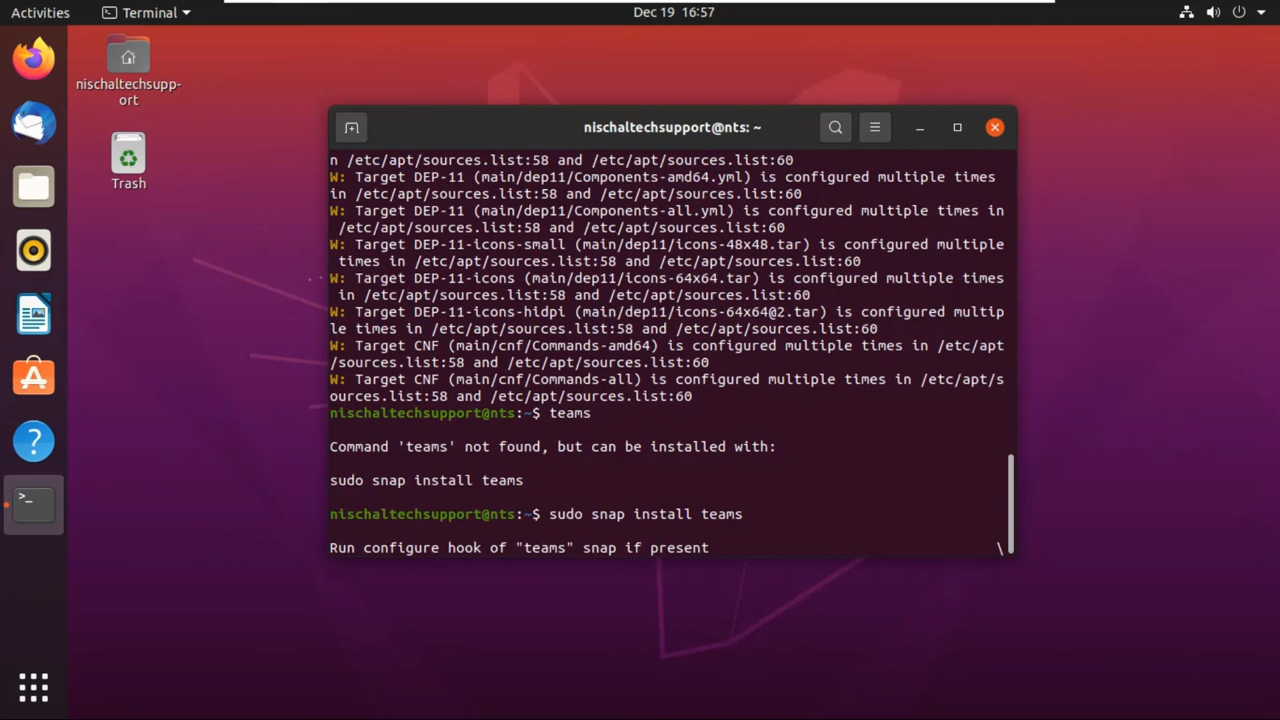 Activities
Terminal
Dec 19 16:57
nischaltechsupp-
ort
Trash
nischaltechsupport@nts: ~
n /etc/apt/sources.list:58 and /etc/apt/sources.list:60
W: Target DEP-11 (main/dep11/Components-amd64.yml) is configured multiple times
in /etc/apt/sources.list:58 and /etc/apt/sources.list:60
W: Target DEP-11 (main/dep11/Components-all.yml) is configured multiple times in
/etc/apt/sources.list:58 and /etc/apt/sources.list:60
W: Target DEP-11-icons-small (main/dep11/icons-48x48.tar) is configured multiple
times in /etc/apt/sources.list:58 and /etc/apt/sources.list:60
W: Target DEP-11-icons (main/dep11/icons-64x64.tar) is configured multiple times
in /etc/apt/sources.list:58 and /etc/apt/sources.list:60
W: Target DEP-11-icons-hidpi (main/dep11/icons-64x64@2.tar) is configured multip
le times in /etc/apt/sources.list:58 and /etc/apt/sources.list:60
W: Target CNF (main/cnf/Commands-amd64) is configured multiple times in /etc/apt
/sources.list:58 and /etc/apt/sources.list:60
W: Target CNF (main/cnf/Commands-all) is configured multiple times in /etc/apt/s
ources.list:58 and /etc/apt/sources.list:60
nischaltechsupport@nts:~$ teams
Command 'teams' not found, but can be installed with:
sudo snap install teams
nischaltechsupport@nts:~$ sudo snap install teams
Run configure hook of "teams" snap if present \